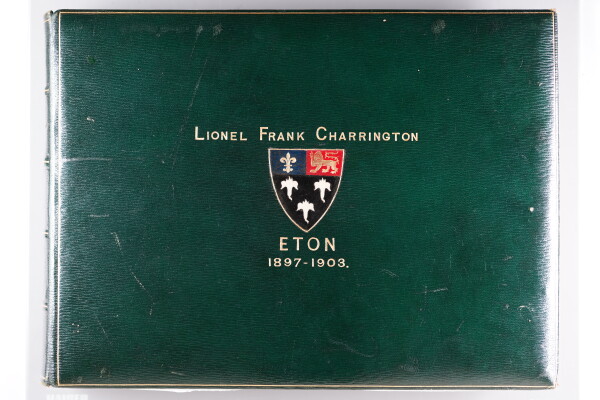 Lionel Frank Charrington
ETON
1897-1903.